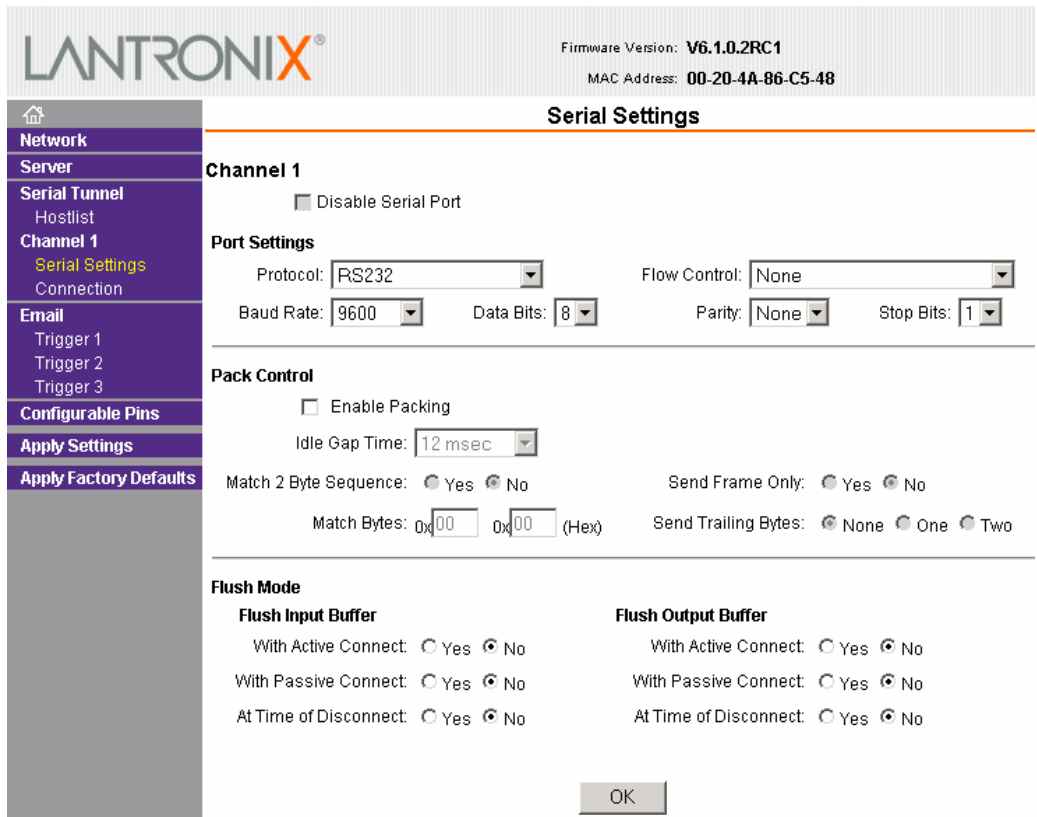 LANTRONIX®
Firmware Version: V6.1.0.2RC1
MAC Address: 00-20-4A-86-C5-48
Network
Server
Serial Tunnel
Hostlist
Channel 1
Serial Settings
Connection
Email
Trigger 1
Trigger 2
Trigger 3
Configurable Pins
Apply Settings
Apply Factory Defaults
Serial Settings
Channel 1
Disable Serial Port
Port Settings
Protocol: RS232 Flow Control: None
Baud Rate: 9600 Data Bits: 8 Parity: None Stop Bits: 1
Pack Control
Enable Packing
Idle Gap Time: 12 msec
Match 2 Byte Sequence: Yes No Send Frame Only: Yes No
Match Bytes: 0x00 0x00 (Hex) Send Trailing Bytes: None One Two
Flush Mode
Flush Input Buffer Flush Output Buffer
With Active Connect: Yes No With Active Connect: Yes No
With Passive Connect: Yes No With Passive Connect: Yes No
At Time of Disconnect: Yes No At Time of Disconnect: Yes No
OK